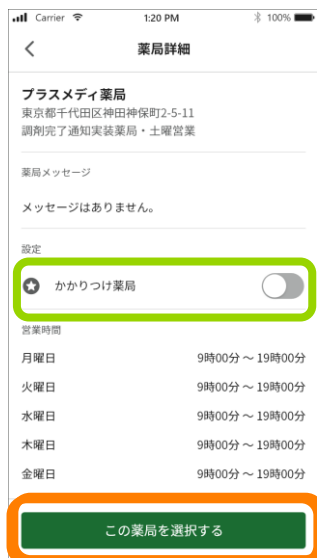 Carrier 1:20 PM 100%
薬局詳細
プラスメディ薬局
東京都千代田区神田神保町2-5-11
調剤完了通知実装薬局・土曜営業
薬局メッセージ
メッセージはありません。
設定
かかりつけ薬局
営業時間
月曜日 9時00分 ～ 19時00分
火曜日 9時00分 ～ 19時00分
水曜日 9時00分 ～ 19時00分
木曜日 9時00分 ～ 19時00分
金曜日 9時00分 ～ 19時00分
この薬局を選択する